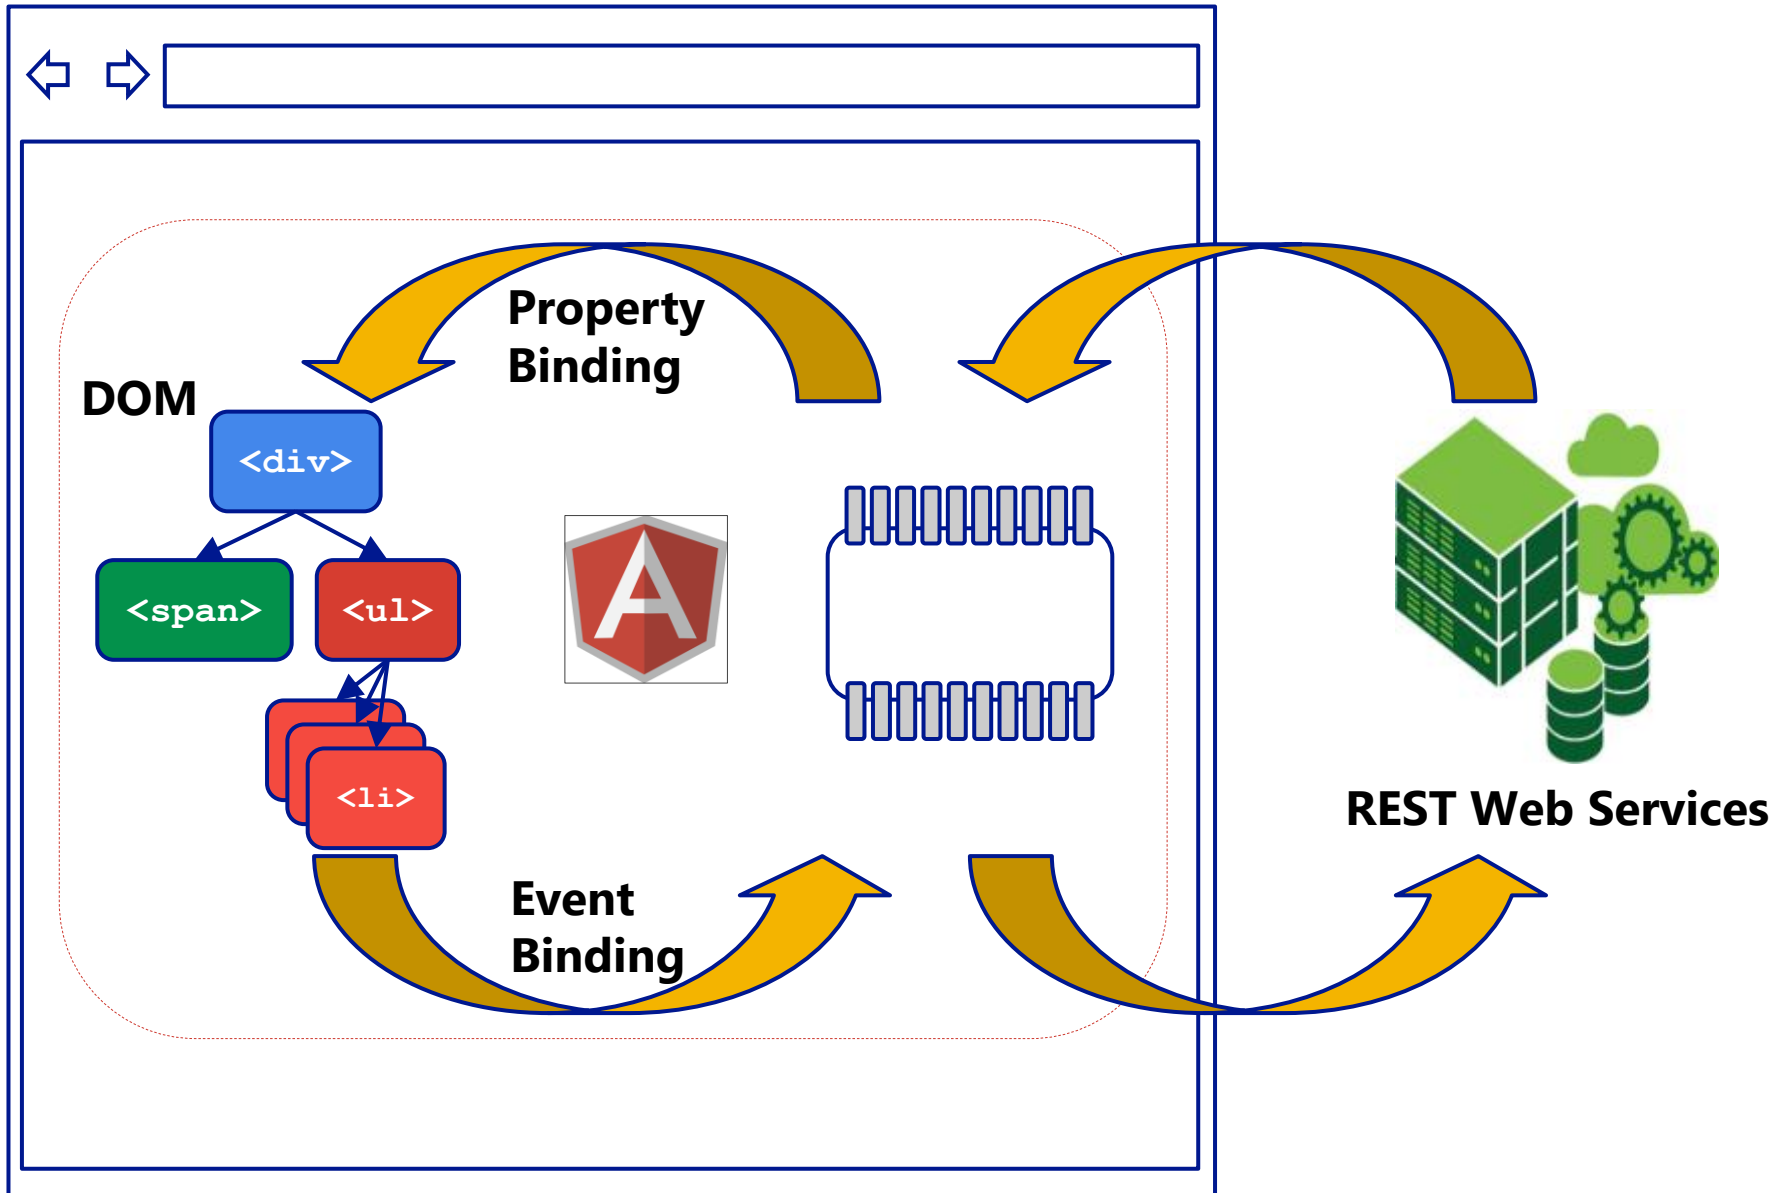 Property
Binding
DOM
<div>
<span>
<ul>
<li>
REST Web Services
Event
Binding